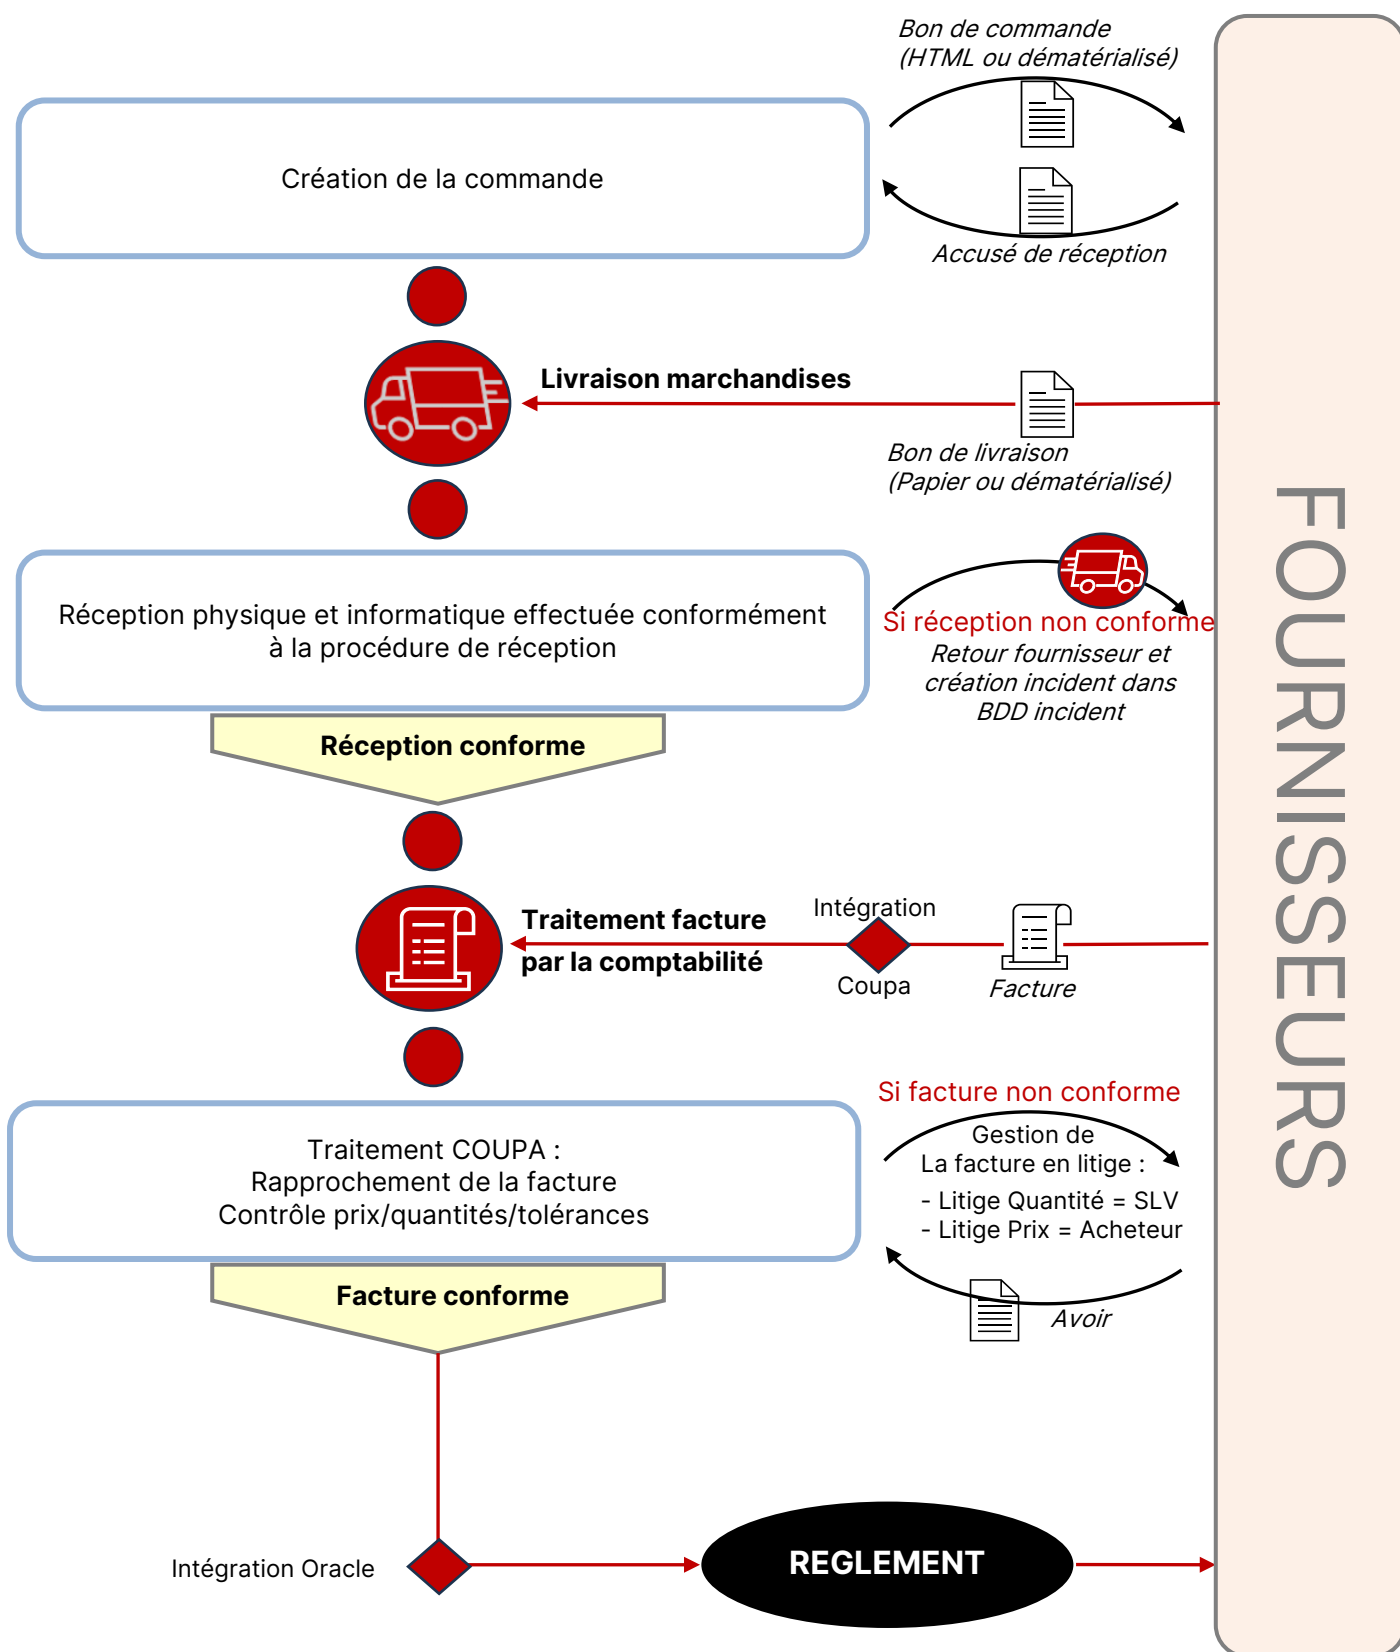 Bon de commande
(HTML ou dématérialisé)
Création de la commande
Accusé de réception
Livraison marchandises
Bon de livraison
(Papier ou dématérialisé)
Réception physique et informatique effectuée conformément
à la procédure de réception
Si réception non conforme
Retour fournisseur et
création incident dans
BDD incident
Réception conforme
Traitement facture
par la comptabilité
Intégration
Coupa
Facture
Traitement COUPA :
Rapprochement de la facture
Contrôle prix/quantités/tolérances
Si facture non conforme
Gestion de
La facture en litige :
- Litige Quantité = SLV
- Litige Prix = Acheteur
Avoir
Facture conforme
Intégration Oracle
REGLEMENT
FOURNISSEURS